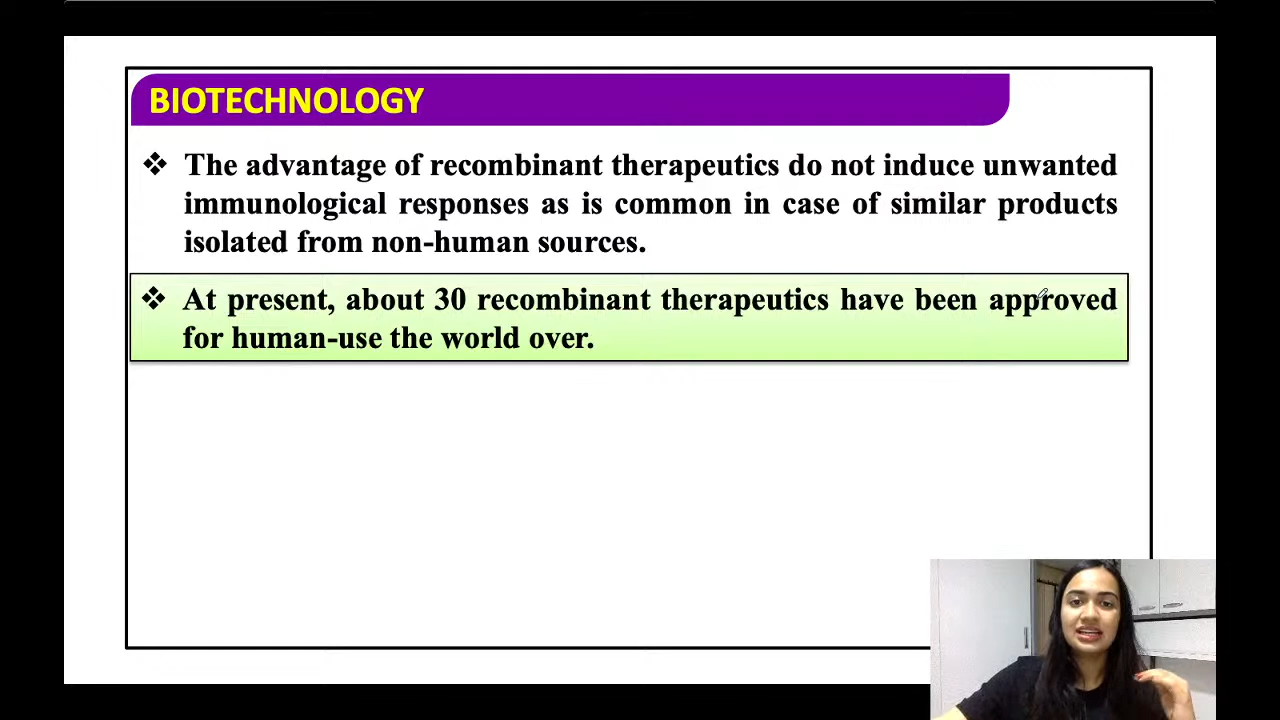 BIOTECHNOLOGY
❖ The advantage of recombinant therapeutics do not induce unwanted
immunological responses as is common in case of similar products
isolated from non-human sources.
❖ At present, about 30 recombinant therapeutics have been approved
for human-use the world over.